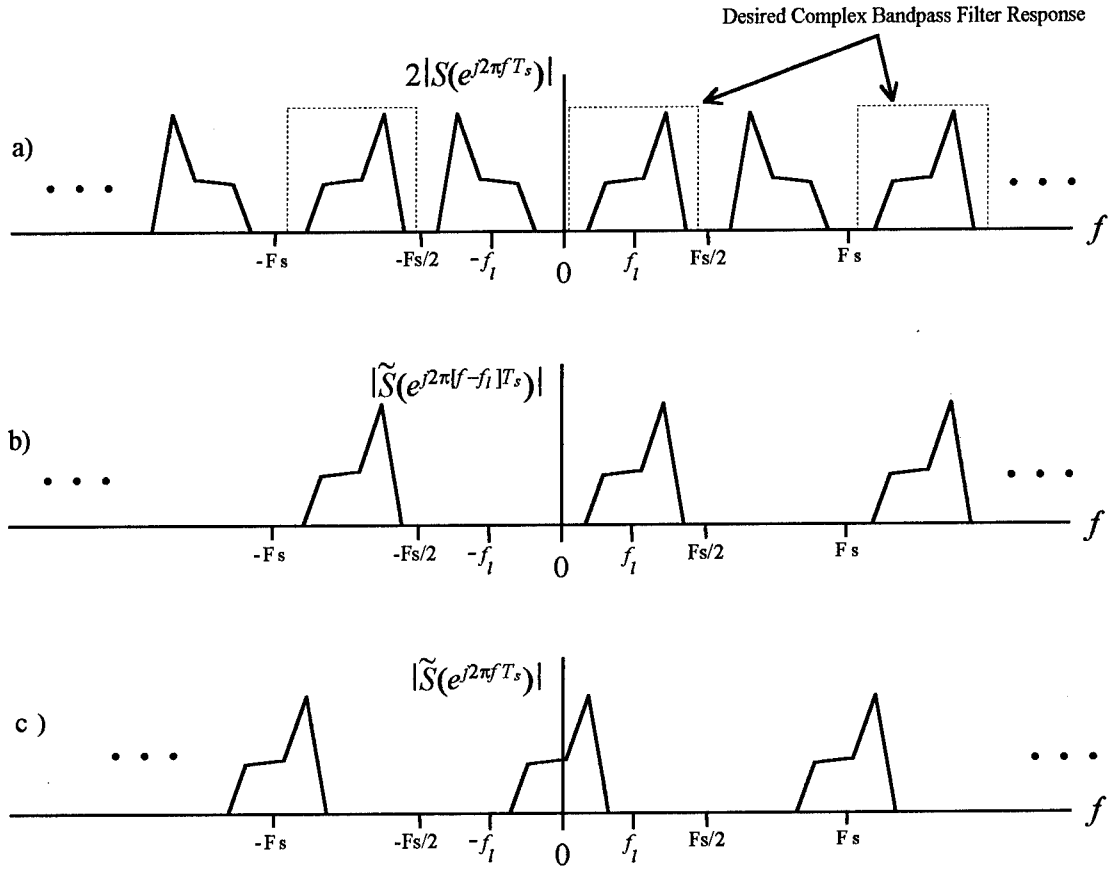 Desired Complex Bandpass Filter Response
2|S(e^{j2πfT_s})|
a)
• • •
• • •
f
-Fs
-Fs/2
-f_l
0
f_l
Fs/2
Fs
|S̃(e^{j2π[f-f_l]T_s})|
b)
• • •
• • •
f
-Fs
-Fs/2
-f_l
0
f_l
Fs/2
Fs
|S̃(e^{j2πfT_s})|
c )
• • •
• • •
f
-Fs
-Fs/2
-f_l
0
f_l
Fs/2
Fs